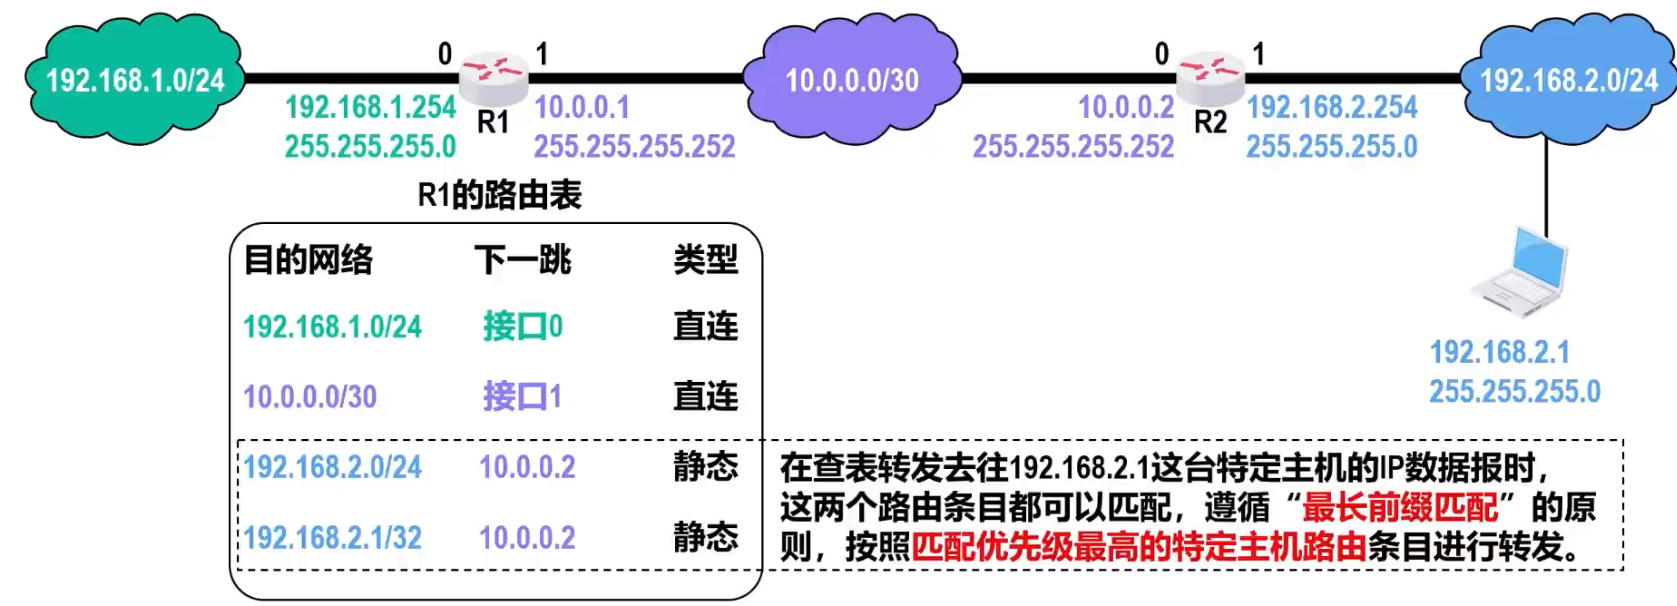 192.168.1.0/24
0
1
192.168.1.254
255.255.255.0
R1
10.0.0.1
255.255.255.252
10.0.0.0/30
0
1
10.0.0.2
255.255.255.252
R2
192.168.2.254
255.255.255.0
192.168.2.0/24
192.168.2.1
255.255.255.0
R1的路由表
目的网络 下一跳 类型
192.168.1.0/24 接口0 直连
10.0.0.0/30 接口1 直连
192.168.2.0/24 10.0.0.2 静态
192.168.2.1/32 10.0.0.2 静态
在查表转发去往192.168.2.1这台特定主机的IP数据报时，
这两个路由条目都可以匹配，遵循“最长前缀匹配”的原
则，按照匹配优先级最高的特定主机路由条目进行转发。